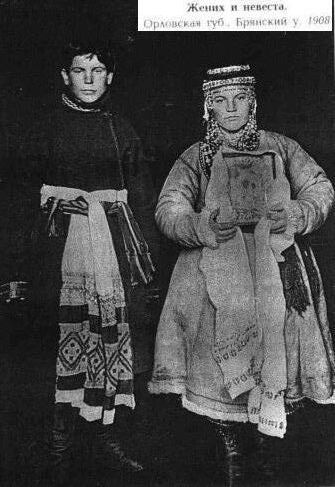 Жених и невеста.
Орловская губ., Брянский у. 1908